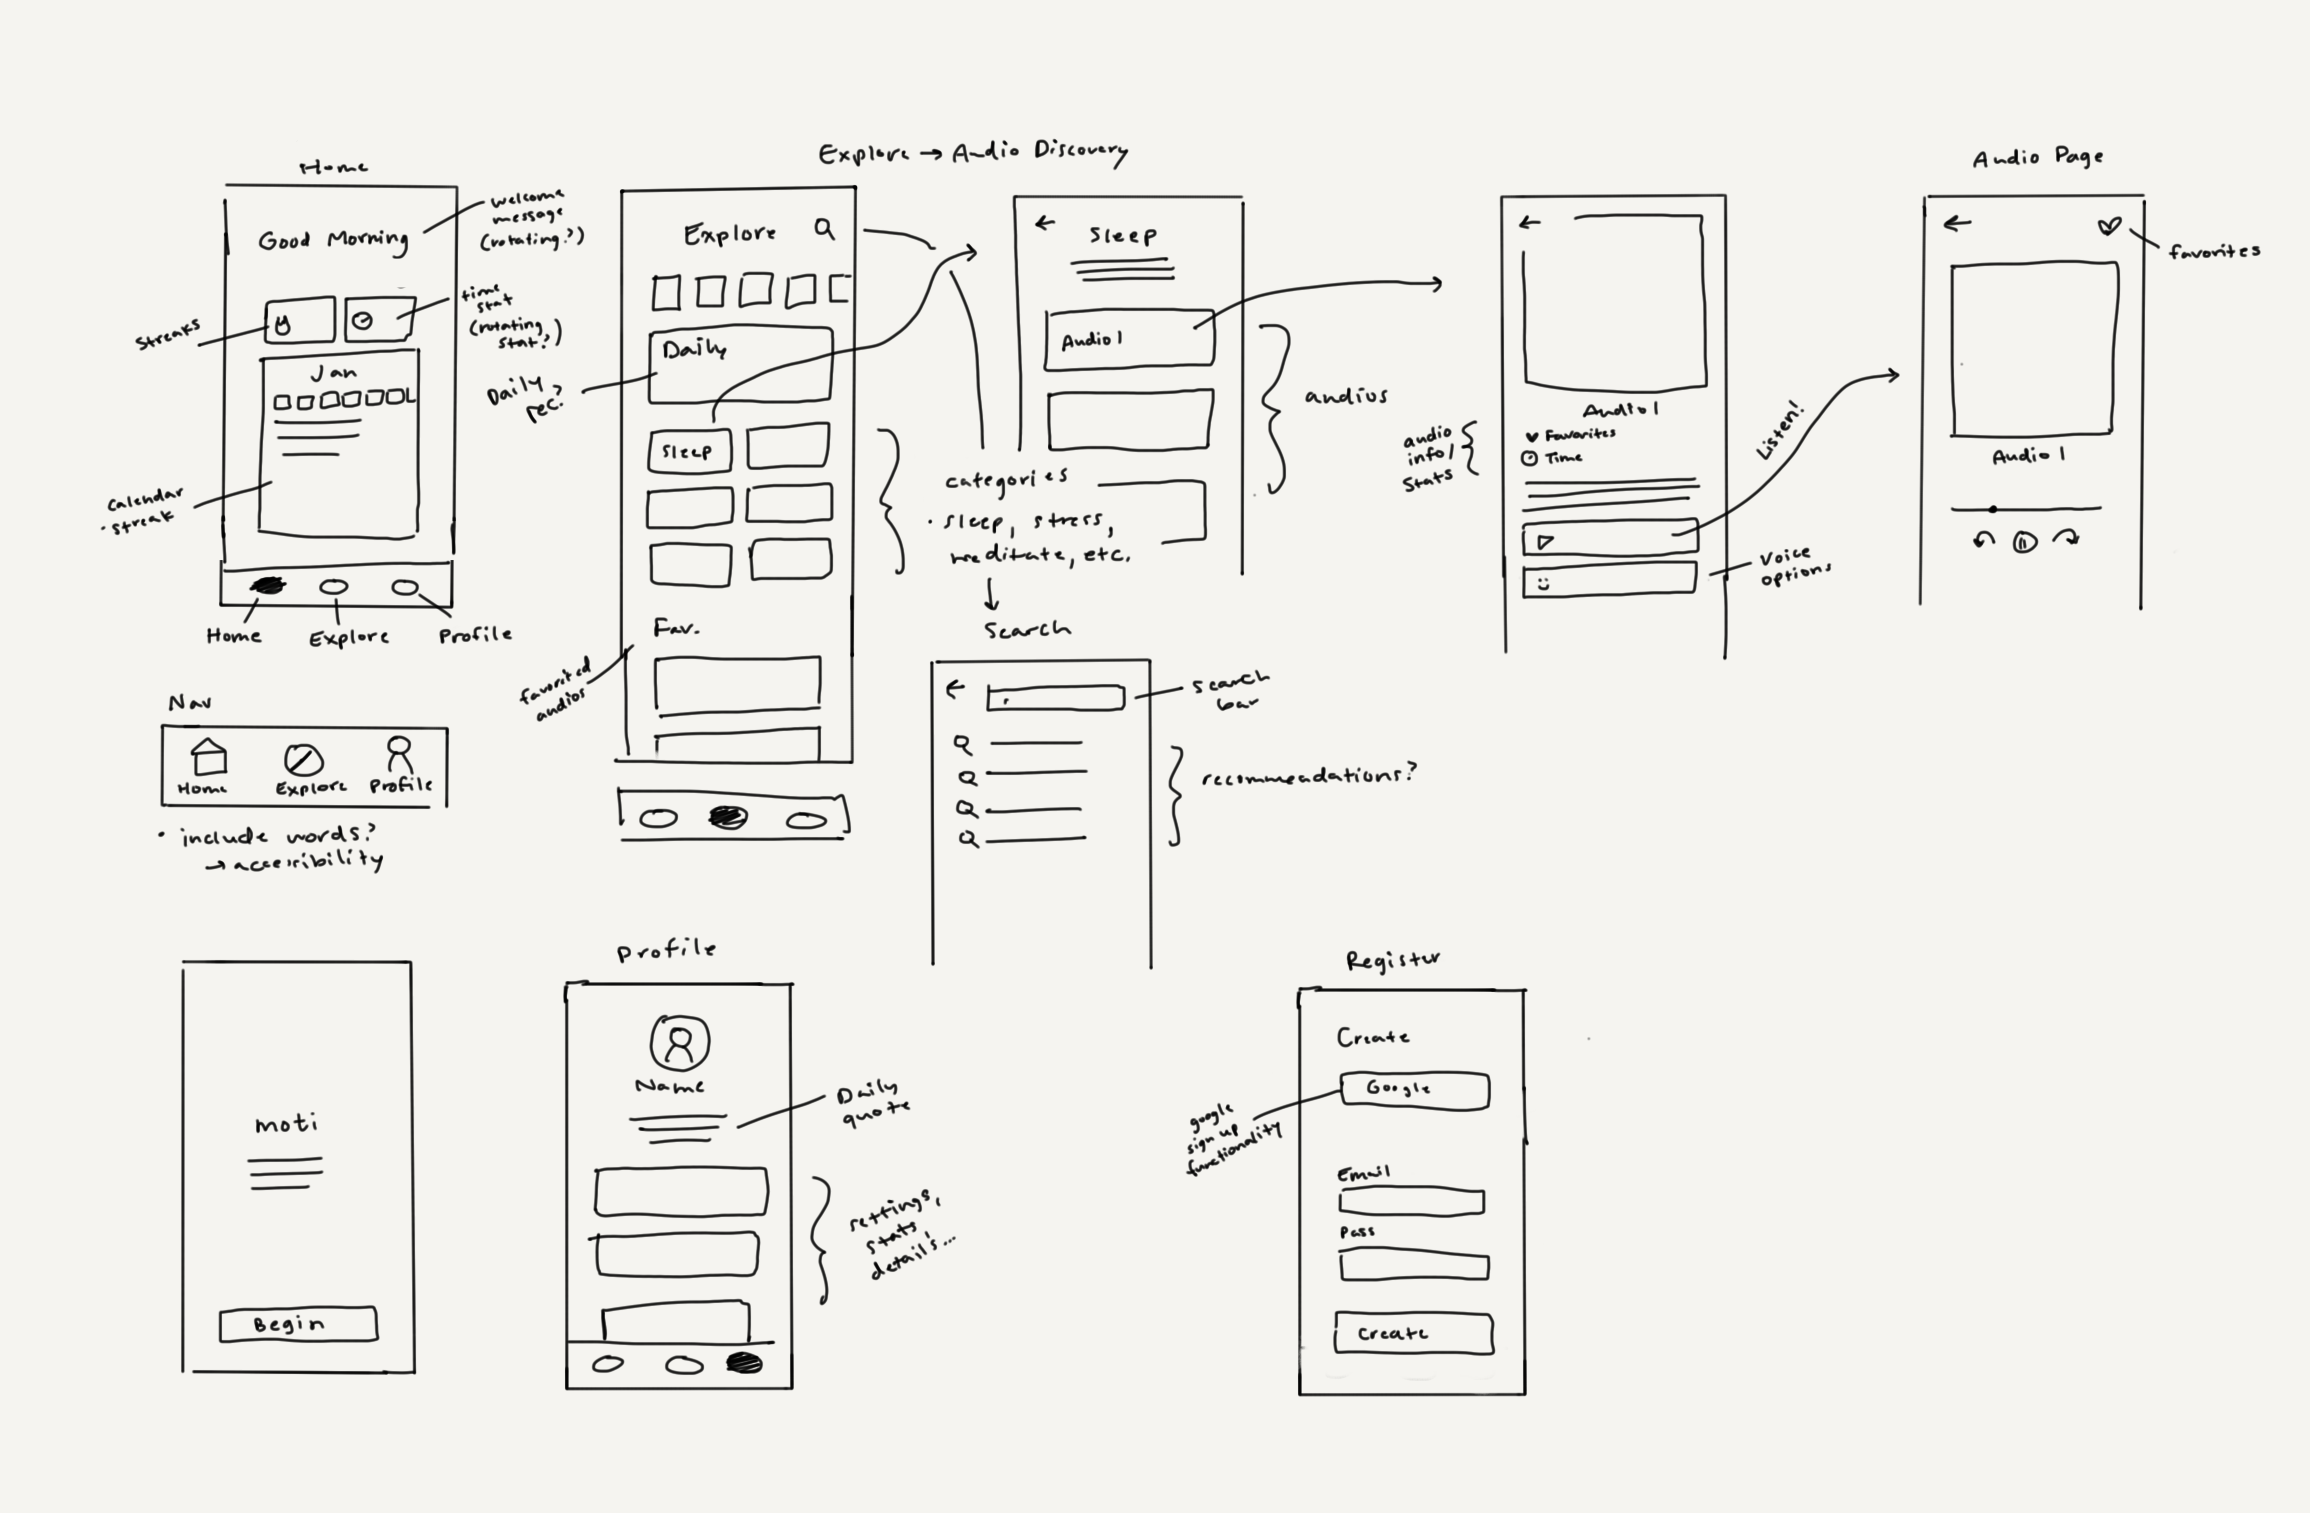 Home
Good Morning
welcome
message
(rotating?)
Streaks
time
stat
(rotating
stat?)
Jan
Calendar
· streak
Home
Explore
Profile
Nav
Home
Explore
Profile
· include words?
→ accessibility
Explore → Audio Discovery
Explore
Daily
Daily
rec?
Sleep
Fav.
favorited
audios
Sleep
Audio 1
audios
categories
· sleep, stress,
meditate, etc.
Search
search
bar
recommendations?
Audio 1
Favorites
Time
audio
info/
stats
Listen!
Voice
options
Audio Page
favorites
Audio 1
moti
Begin
Profile
Name
Daily
quote
settings,
stats,
details...
Register
Create
Google
google
sign up
functionality
Email
Pass
Create